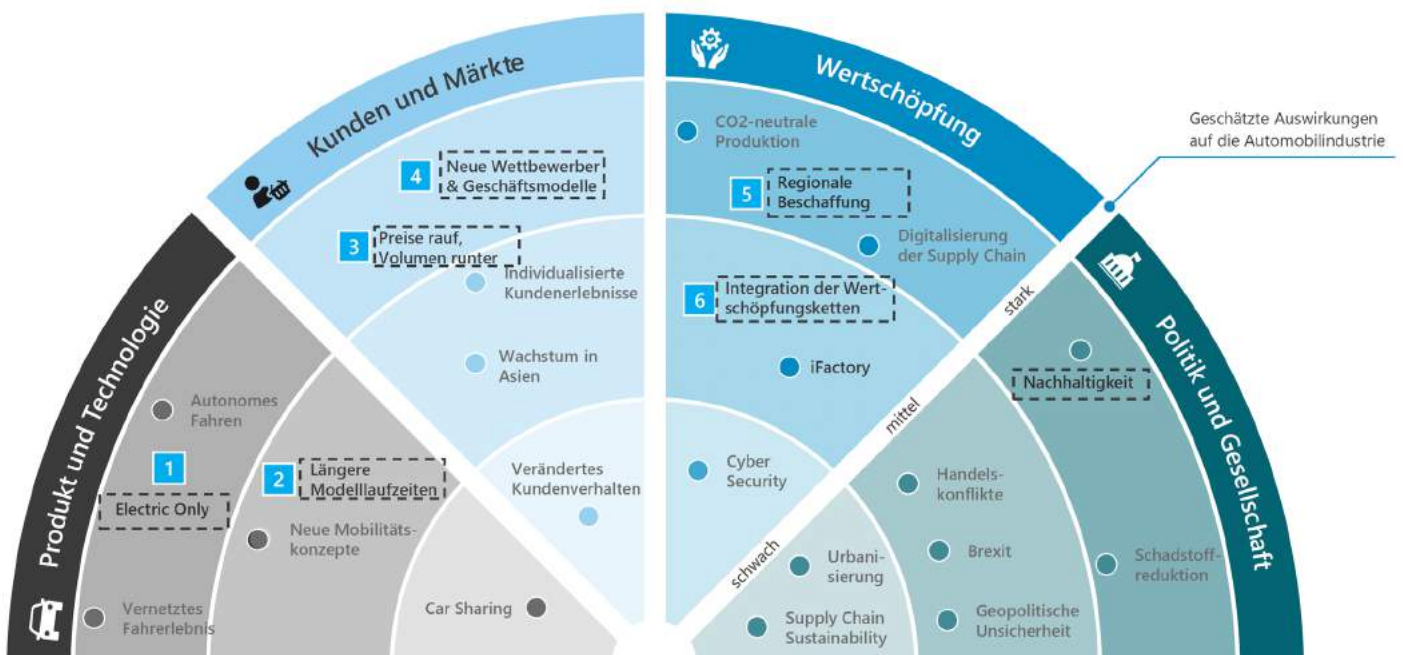 Produkt und Technologie
Autonomes
Fahren
1
Electric Only
Vernetztes
Fahrerlebnis
2
Längere
Modelllaufzeiten
Neue Mobilitäts-
konzepte
Car Sharing
Kunden und Märkte
4
Neue Wettbewerber
& Geschäftsmodelle
3
Preise rauf,
Volumen runter
Individualisierte
Kundenerlebnisse
Wachstum in
Asien
Verändertes
Kundenverhalten
Wertschöpfung
CO2-neutrale
Produktion
5
Regionale
Beschaffung
Digitalisierung
der Supply Chain
6
Integration der Wert-
schöpfungsketten
iFactory
Cyber
Security
Geschätzte Auswirkungen
auf die Automobilindustrie
stark
mittel
schwach
Politik und Gesellschaft
Nachhaltigkeit
Handels-
konflikte
Brexit
Geopolitische
Unsicherheit
Schadstoff-
reduktion
Urbani-
sierung
Supply Chain
Sustainability